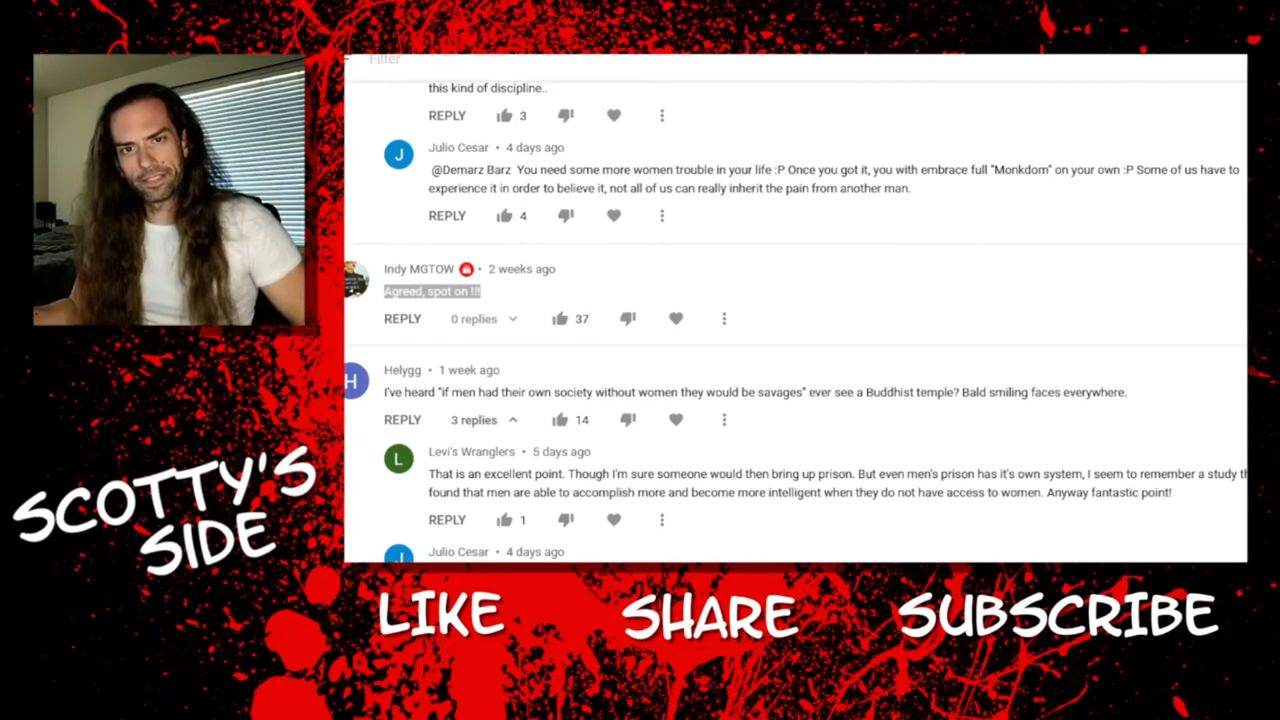 Filter
this kind of discipline..
REPLY 3
Julio Cesar • 4 days ago
@Demarz Barz You need some more women trouble in your life :P Once you got it, you with embrace full "Monkdom" on your own :P Some of us have to
experience it in order to believe it, not all of us can really inherit the pain from another man.
REPLY 4
Indy MGTOW • 2 weeks ago
Agreed, spot on !!!
REPLY 0 replies 37
H
Helygg • 1 week ago
I've heard "if men had their own society without women they would be savages" ever see a Buddhist temple? Bald smiling faces everywhere.
REPLY 3 replies 14
L
Levi's Wranglers • 5 days ago
That is an excellent point. Though I'm sure someone would then bring up prison. But even men's prison has it's own system, I seem to remember a study th
found that men are able to accomplish more and become more intelligent when they do not have access to women. Anyway fantastic point!
REPLY 1
J
Julio Cesar • 4 days ago
SCOTTY'S
SIDE
LIKE SHARE SUBSCRIBE